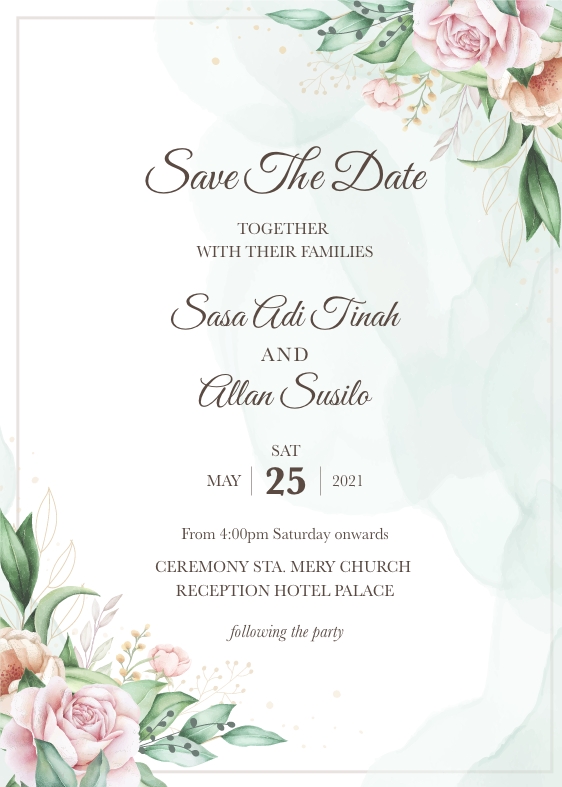 Save The Date
TOGETHER
WITH THEIR FAMILIES
Sasa Adi Tinah
AND
Allan Susilo
SAT
MAY 25 2021
From 4:00pm Saturday onwards
CEREMONY STA. MERY CHURCH
RECEPTION HOTEL PALACE
following the party